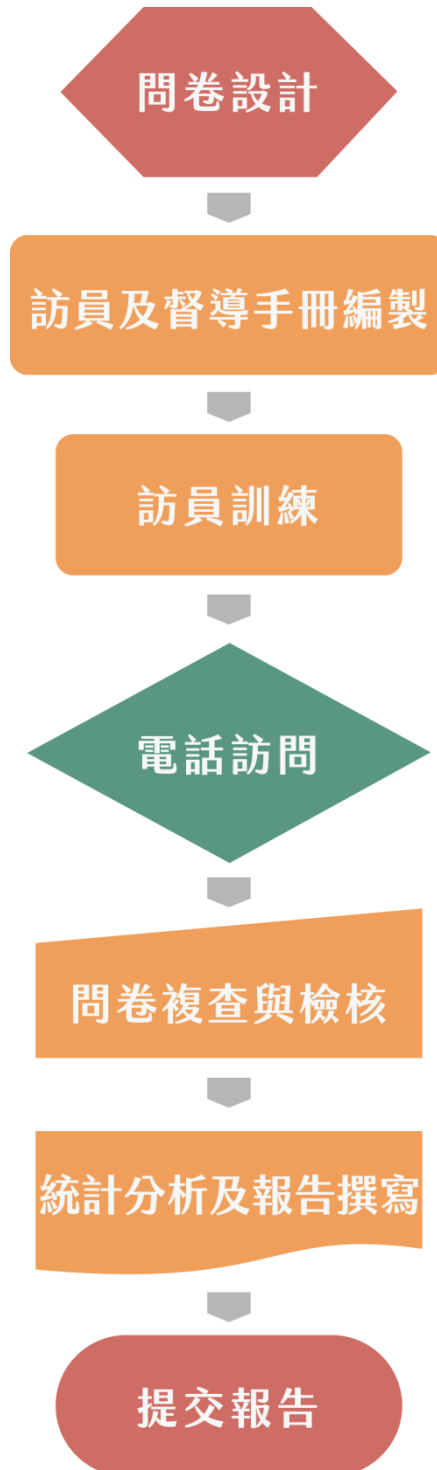 問卷設計
訪員及督導手冊編製
訪員訓練
電話訪問
問卷複查與檢核
統計分析及報告撰寫
提交報告